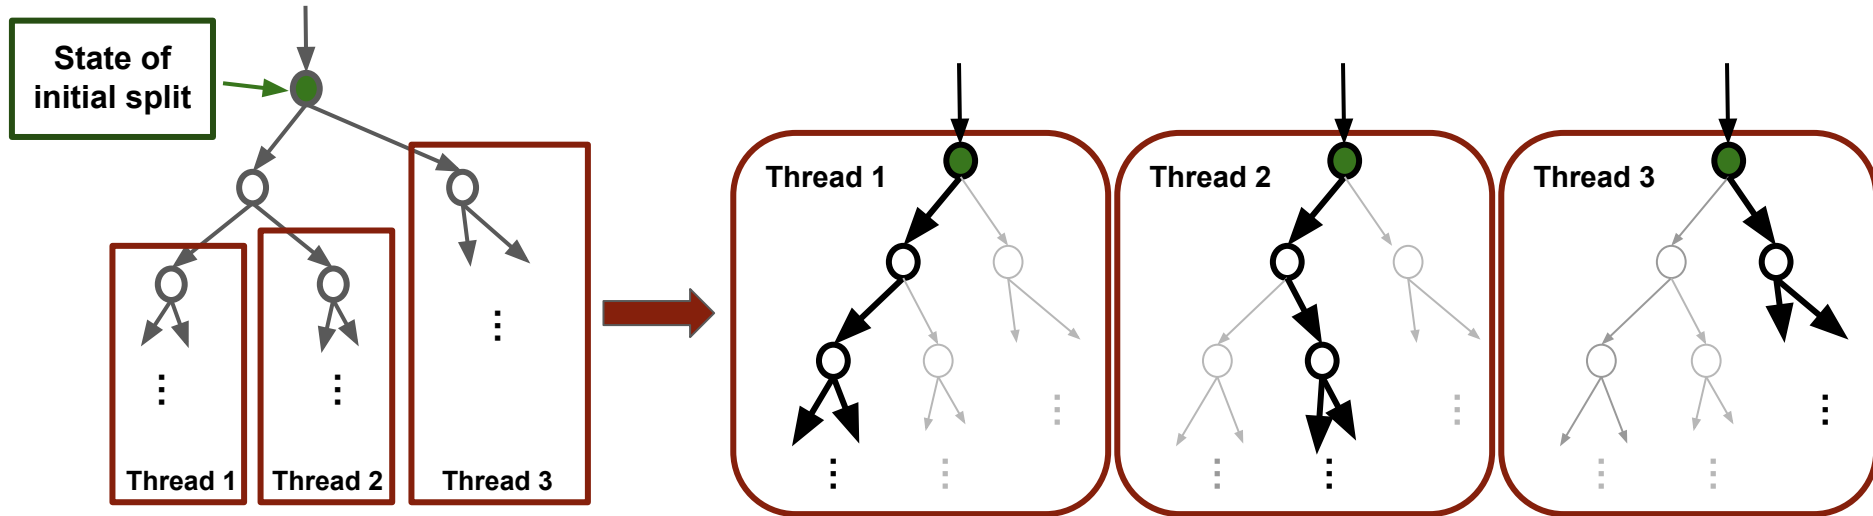 State of
initial split
Thread 1
Thread 2
Thread 3
Thread 1
Thread 2
Thread 3